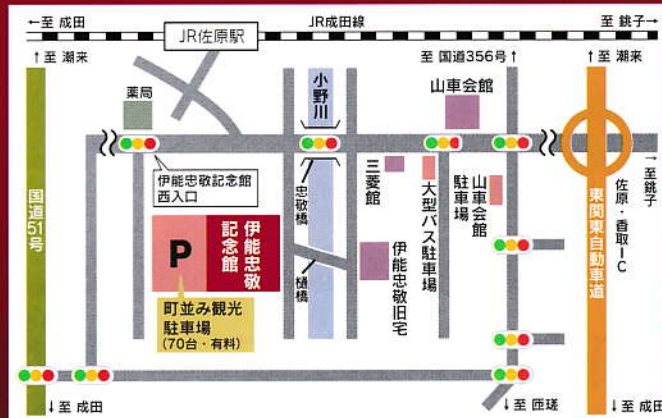 ←至 成田
JR佐原駅
JR成田線
至 銚子→
↑至 潮来
至 国道356号↑
↑至 潮来
薬局
小野川
山車会館
伊能忠敬記念館
西入口
忠敬橋
三菱館
大型バス駐車場
山車会館
駐車場
→至銚子
佐原・香取IC
国道51号
東関東自動車道
P
伊能忠敬
記念館
樋橋
伊能忠敬旧宅
町並み観光
駐車場
(70台・有料)
↓至 成田
↓至 匝瑳
↓至 成田